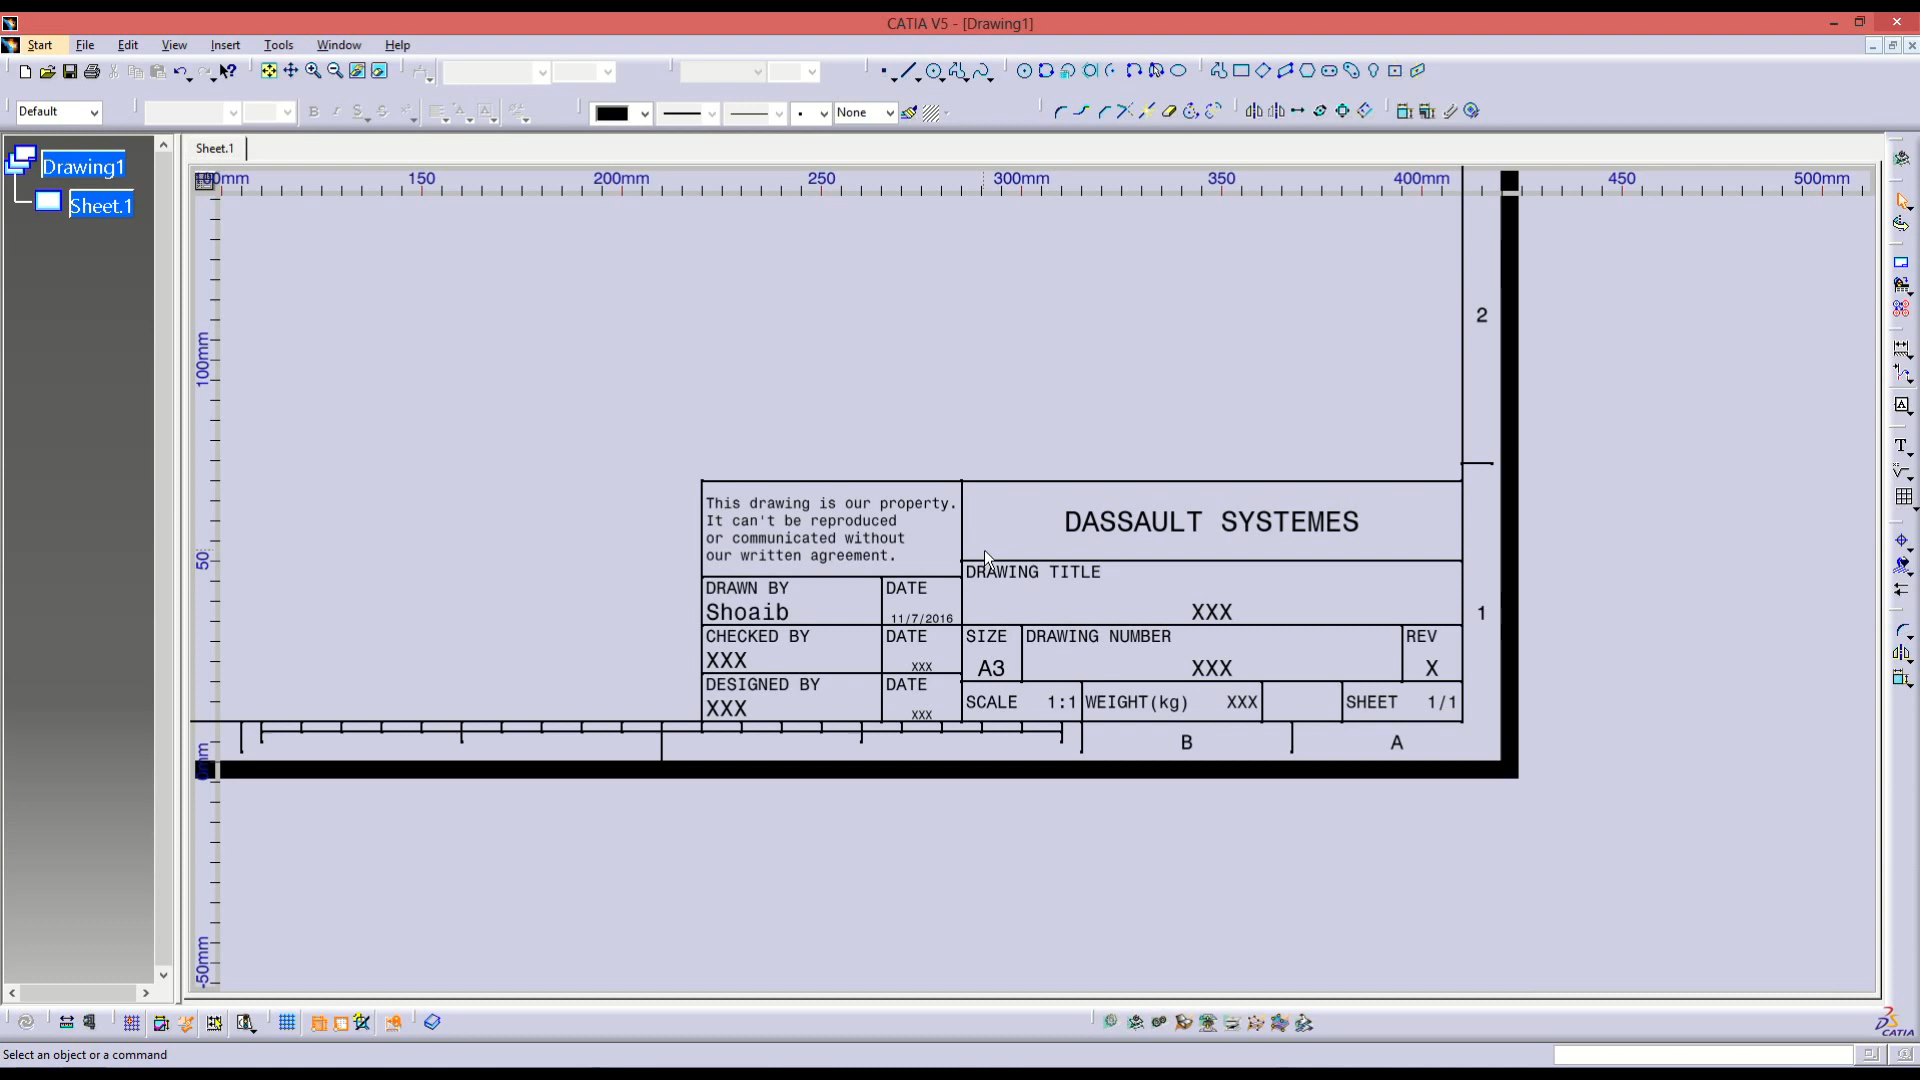 CATIA V5 - [Drawing1]
Start File Edit View Insert Tools Window Help
Default
None
Drawing1
Sheet.1
Sheet.1
100mm 150 200mm 250 300mm 350 400mm 450 500mm
100mm
50
0mm
-50mm
2
1
This drawing is our property.
It can't be reproduced
or communicated without
our written agreement.
DASSAULT SYSTEMES
DRAWING TITLE
XXX
DRAWN BY DATE
Shoaib 11/7/2016
CHECKED BY DATE
XXX XXX
DESIGNED BY DATE
XXX XXX
SIZE DRAWING NUMBER REV
A3 XXX X
SCALE 1:1 WEIGHT(kg) XXX SHEET 1/1
B A
CATIA
Select an object or a command